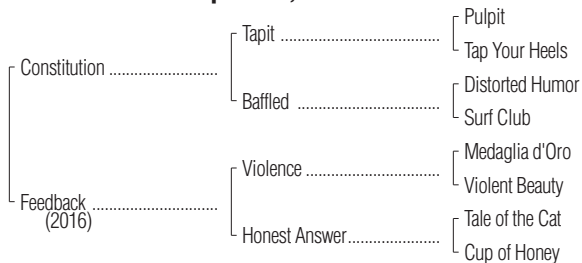 Pulpit
Tapit ................................
Tap Your Heels
Constitution ..........................
Distorted Humor
Baffled ................................
Surf Club
Medaglia d'Oro
Violence ................................
Violent Beauty
Feedback ..........................
(2016)
Tale of the Cat
Honest Answer......................
Cup of Honey